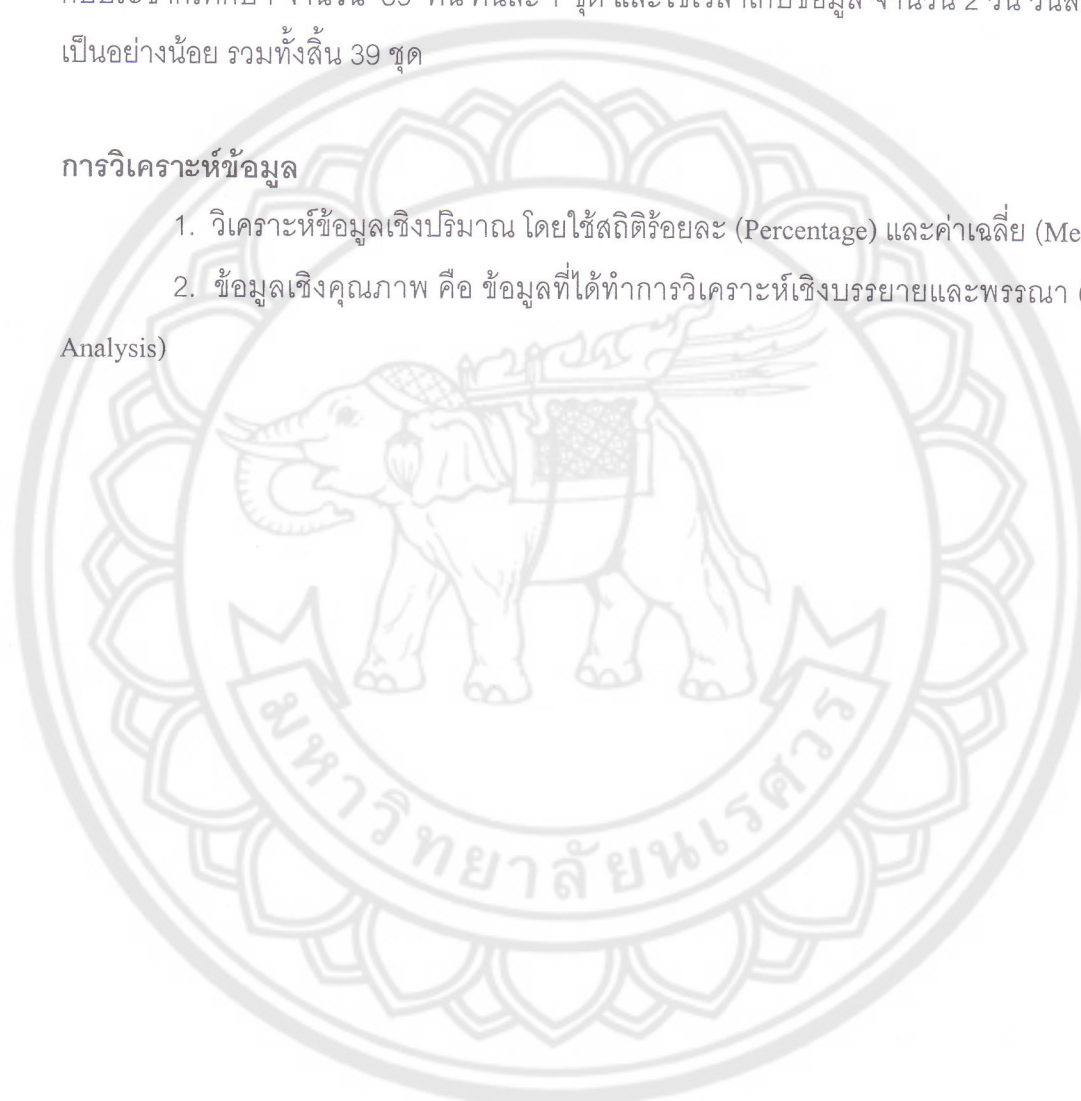 เป็นอย่างน้อย รวมทั้งสิ้น 39 ชุด
การวิเคราะห์ข้อมูล
1. วิเคราะห์ข้อมูลเชิงปริมาณ โดยใช้สถิติร้อยละ (Percentage) และค่าเฉลี่ย (Me
2. ข้อมูลเชิงคุณภาพ คือ ข้อมูลที่ได้ทำการวิเคราะห์เชิงบรรยายและพรรณา (
Analysis)
มหาวิทยาลัยนเรศวร